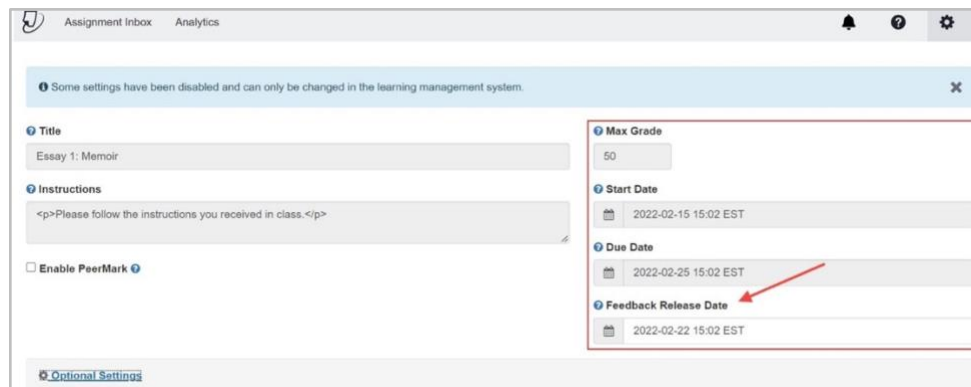 Assignment Inbox Analytics
Some settings have been disabled and can only be changed in the learning management system.
Title
Essay 1: Memoir
Instructions
<p>Please follow the instructions you received in class.</p>
Enable PeerMark
Max Grade
50
Start Date
2022-02-15 15:02 EST
Due Date
2022-02-25 15:02 EST
Feedback Release Date
2022-02-22 15:02 EST
Optional Settings